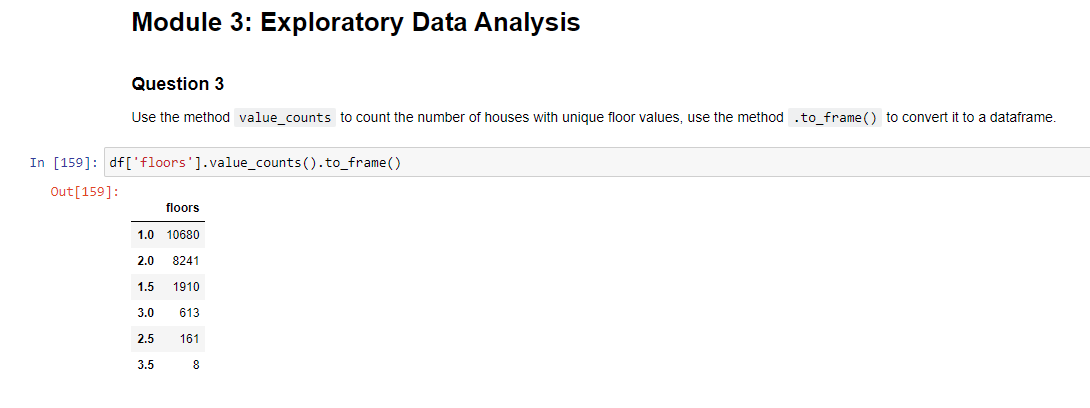 Module 3: Exploratory Data Analysis
Question 3
Use the method value_counts to count the number of houses with unique floor values, use the method .to_frame() to convert it to a dataframe.
In [159]: df['floors'].value_counts().to_frame()
Out[159]:
floors
1.0 10680
2.0 8241
1.5 1910
3.0 613
2.5 161
3.5 8